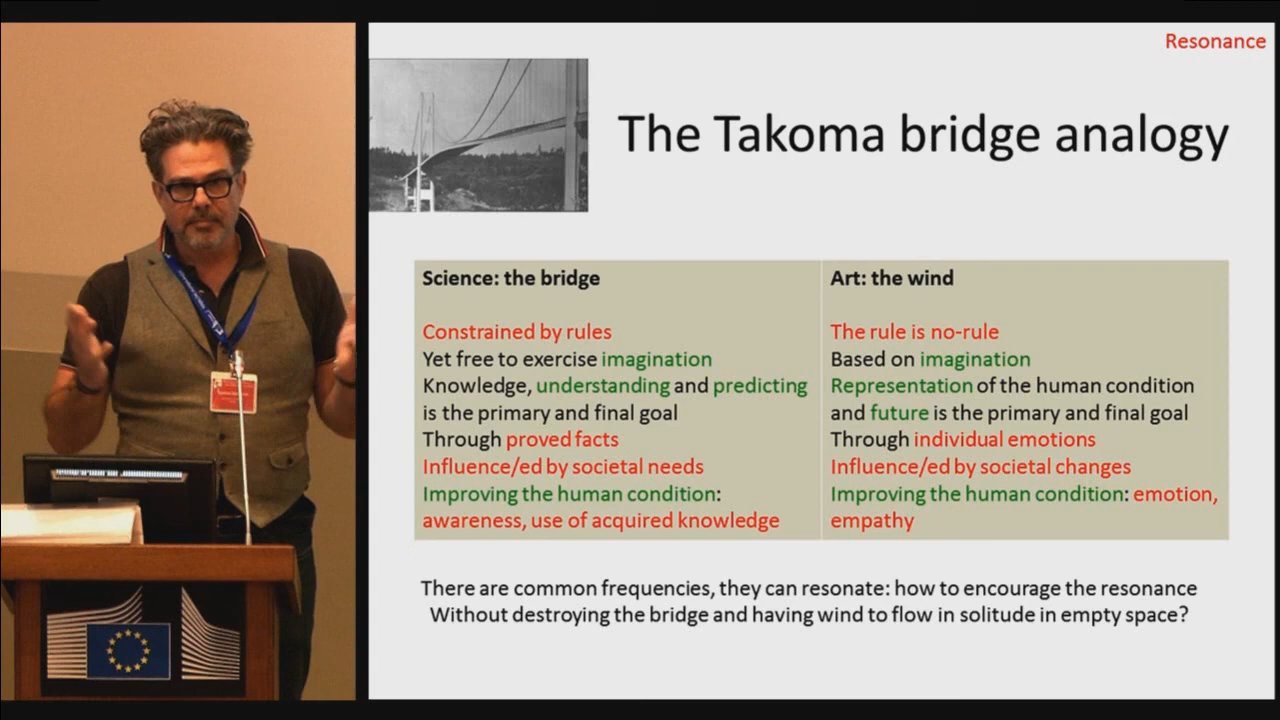 Resonance
The Takoma bridge analogy
Science: the bridge
Constrained by rules
Yet free to exercise imagination
Knowledge, understanding and predicting
is the primary and final goal
Through proved facts
Influence/ed by societal needs
Improving the human condition:
awareness, use of acquired knowledge
Art: the wind
The rule is no-rule
Based on imagination
Representation of the human condition
and future is the primary and final goal
Through individual emotions
Influence/ed by societal changes
Improving the human condition: emotion,
empathy
There are common frequencies, they can resonate: how to encourage the resonance
Without destroying the bridge and having wind to flow in solitude in empty space?